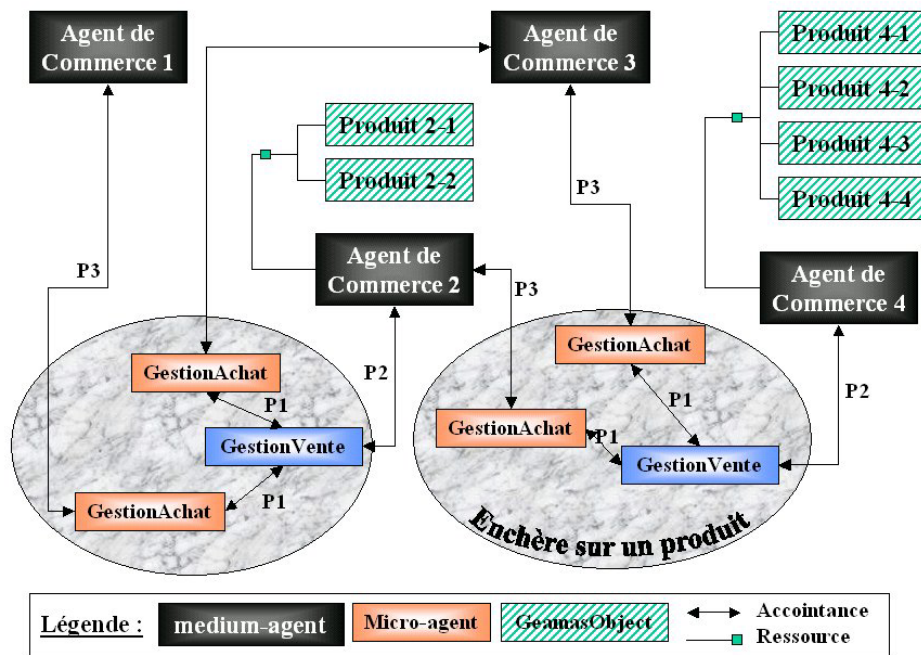 Agent de
Commerce 1
Agent de
Commerce 3
Produit 4-1
Produit 4-2
Produit 4-3
Produit 4-4
Produit 2-1
Produit 2-2
P3
P3
Agent de
Commerce 2
P3
Agent de
Commerce 4
P2
P2
GestionAchat
P1
GestionVente
P1
GestionAchat
GestionAchat
P1
GestionAchat
P1
GestionVente
Enchère sur un produit
Légende :
medium-agent
Micro-agent
GeamasObject
Accointance
Ressource